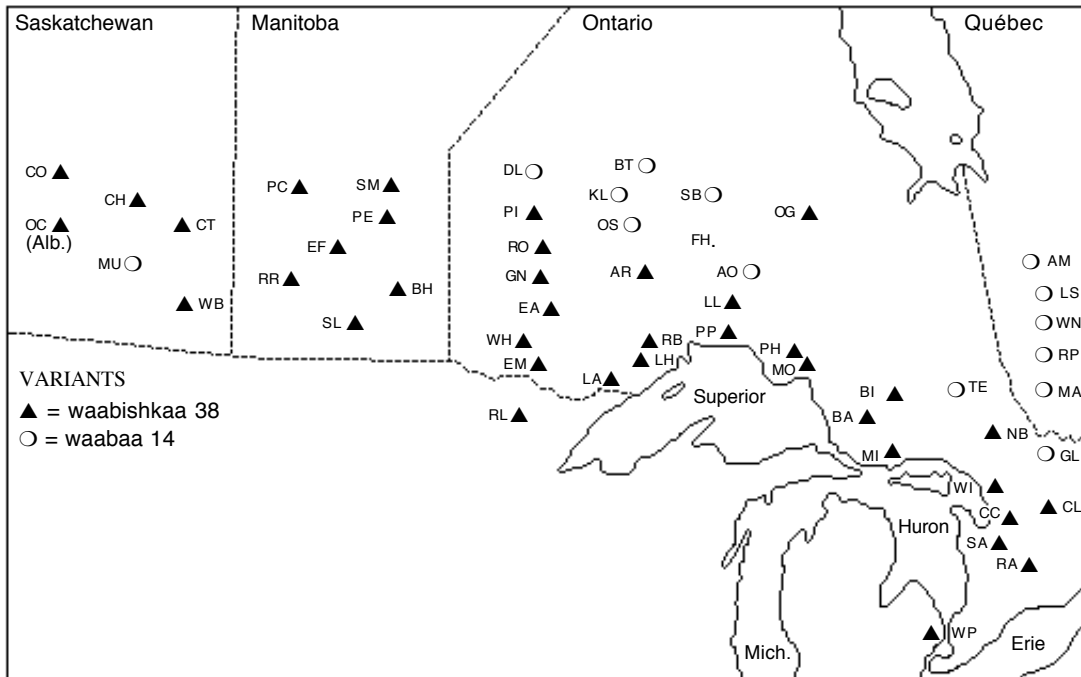 Saskatchewan Manitoba Ontario Québec
CO
CH
OC
(Alb.)
CT
MU
WB
PC
SM
PE
EF
RR
BH
SL
DL
BT
KL
SB
PI
OS
OG
RO
FH.
GN
AR
AO
EA
LL
WH
RB
PP
EM
LH
PH
LA
MO
RL
AM
LS
WN
RP
MA
TE
BI
BA
NB
MI
GL
WI
CL
CC
SA
RA
WP
Superior
Huron
Mich.
Erie
VARIANTS
▲ = waabishkaa 38
❍ = waabaa 14